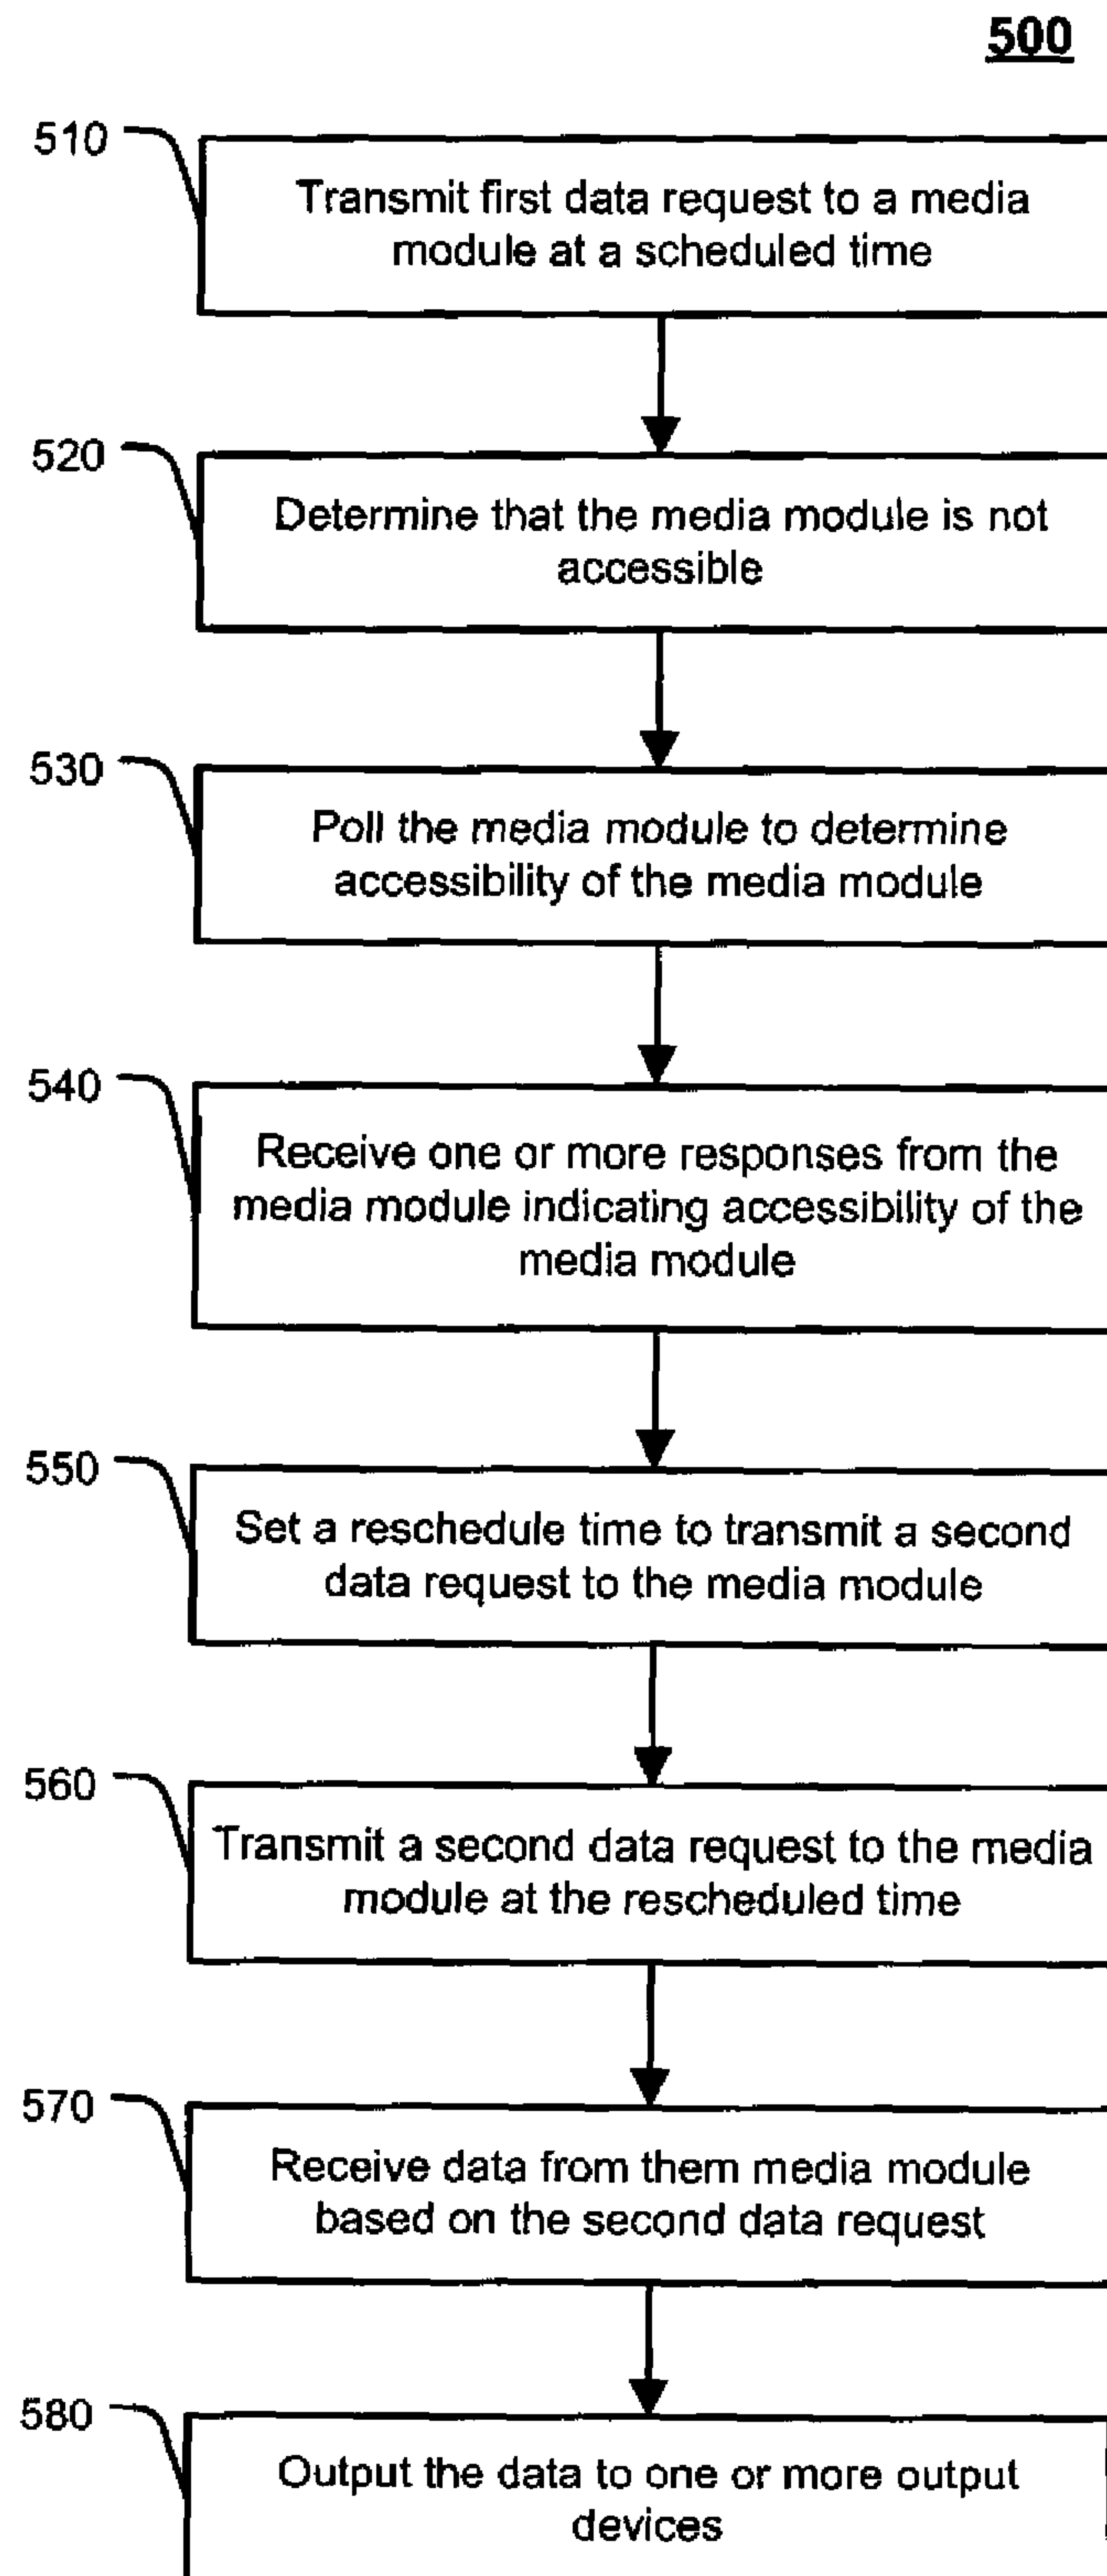 500
510
Transmit first data request to a media
module at a scheduled time
520
Determine that the media module is not
accessible
530
Poll the media module to determine
accessibility of the media module
540
Receive one or more responses from the
media module indicating accessibility of the
media module
550
Set a reschedule time to transmit a second
data request to the media module
560
Transmit a second data request to the media
module at the rescheduled time
570
Receive data from them media module
based on the second data request
580
Output the data to one or more output
devices